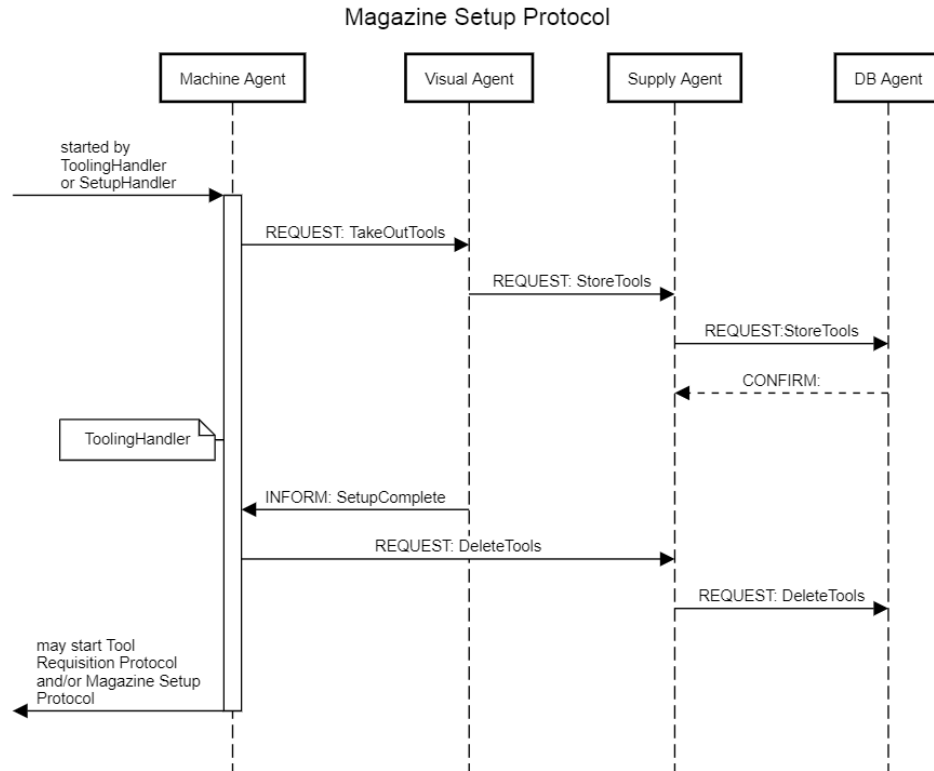 Magazine Setup Protocol
Machine Agent
Visual Agent
Supply Agent
DB Agent
started by
ToolingHandler
or SetupHandler
REQUEST: TakeOutTools
REQUEST: StoreTools
REQUEST:StoreTools
CONFIRM:
ToolingHandler
INFORM: SetupComplete
REQUEST: DeleteTools
REQUEST: DeleteTools
may start Tool
Requisition Protocol
and/or Magazine Setup
Protocol